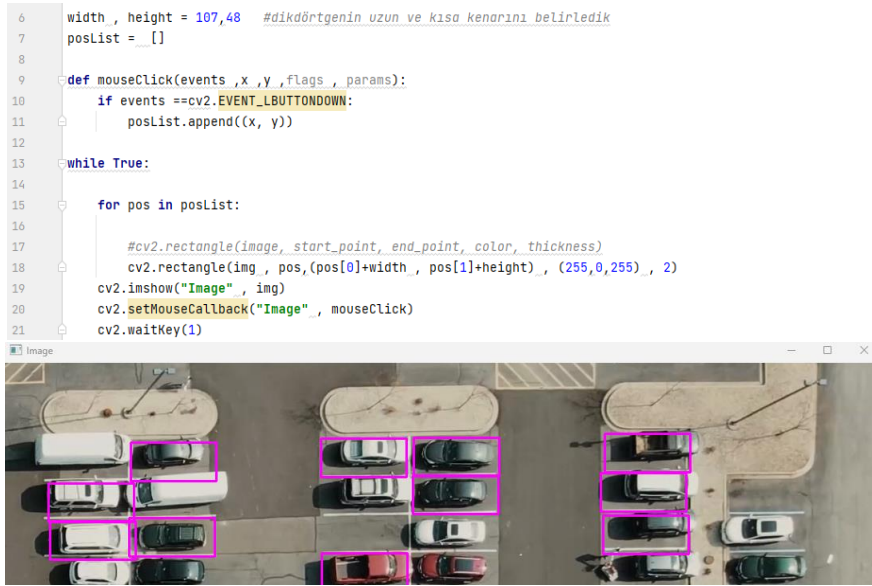 6 width , height = 107,48 #dikdörtgenin uzun ve kısa kenarını belirledik
7 posList = []
8
9 def mouseClick(events ,x ,y ,flags , params):
10 if events ==cv2.EVENT_LBUTTONDOWN:
11 posList.append((x, y))
12
13 while True:
14
15 for pos in posList:
16
17 #cv2.rectangle(image, start_point, end_point, color, thickness)
18 cv2.rectangle(img , pos,(pos[0]+width , pos[1]+height) , (255,0,255) , 2)
19 cv2.imshow("Image" , img)
20 cv2.setMouseCallback("Image" , mouseClick)
21 cv2.waitKey(1)
Image